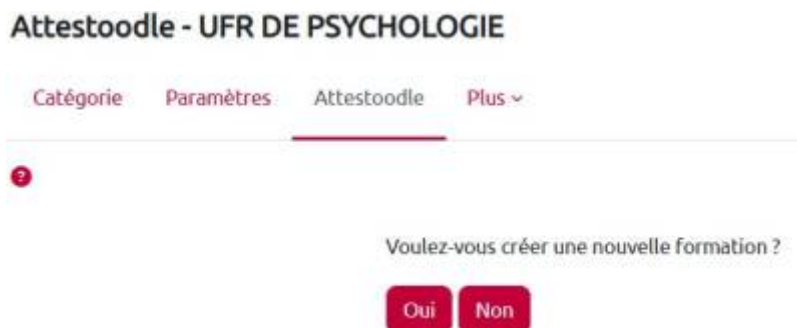 Attestoodle - UFR DE PSYCHOLOGIE
Catégorie Paramètres Attestoodle Plus
?
Voulez-vous créer une nouvelle formation ?
Oui Non